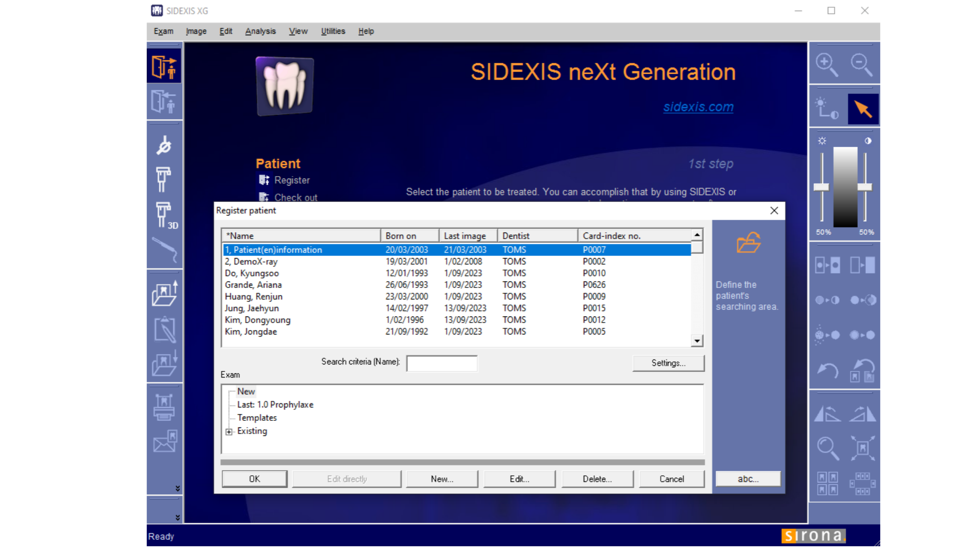 SIDEXIS XG
Exam Image Edit Analysis View Utilities Help
SIDEXIS neXt Generation
sidexis.com
Patient
1st step
Register
Check out
Select the patient to be treated. You can accomplish that by using SIDEXIS or
3D
50% 50%
Register patient
*Name Born on Last image Dentist Card-index no.
1, Patient(en)information 20/03/2003 21/03/2003 TOMS P0007
2, DemoX-ray 19/03/2001 1/02/2008 TOMS P0002
Do, Kyungsoo 12/01/1993 1/09/2023 TOMS P0010
Grande, Ariana 26/06/1993 1/09/2023 TOMS P0626
Huang, Renjun 23/03/2000 1/09/2023 TOMS P0009
Jung, Jaehyun 14/02/1997 13/09/2023 TOMS P0015
Kim, Dongyoung 1/02/1996 13/09/2023 TOMS P0012
Kim, Jongdae 21/09/1992 1/09/2023 TOMS P0005
Define the
patient's
searching area.
Search criteria (Name):
Settings...
Exam
New
Last: 1.0 Prophylaxe
Templates
Existing
OK Edit directly New... Edit... Delete... Cancel abc...
Ready
sirona